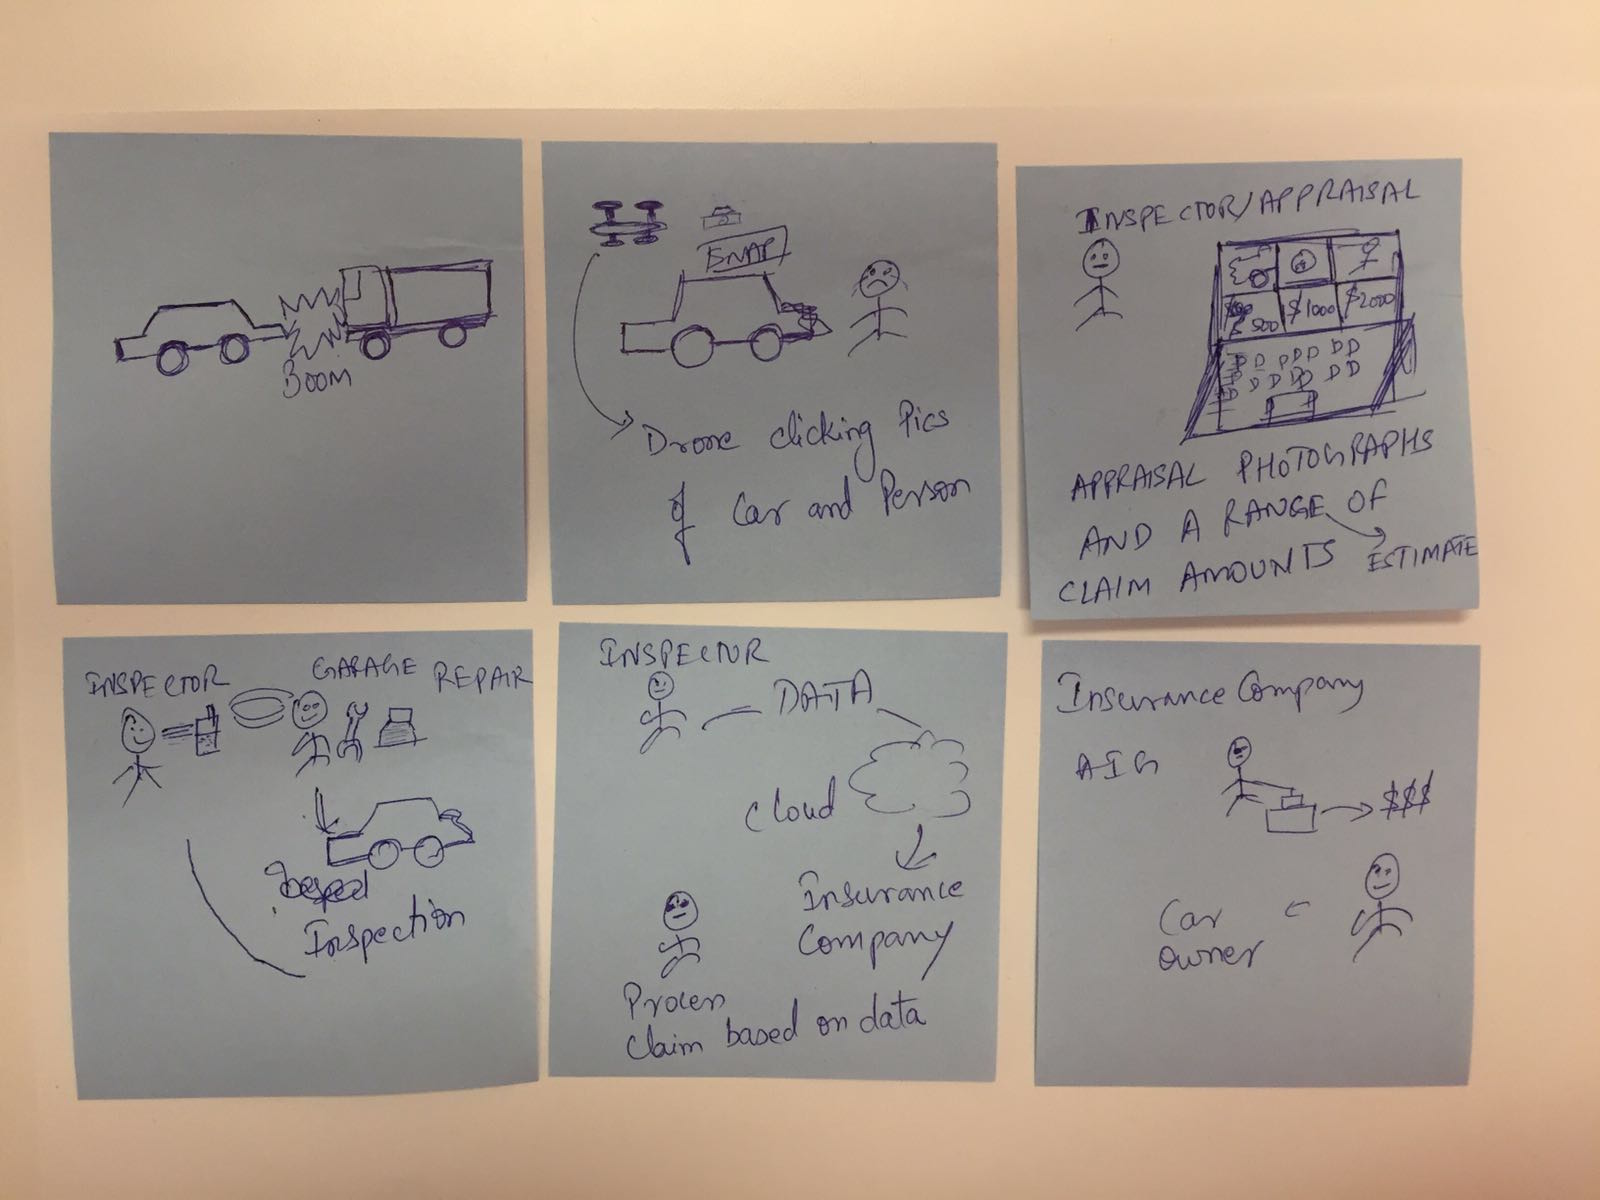 BOOM
SNAP
Drone clicking Pics
of Car and Person
INSPECTOR/APPRAISAL
500 $1000 $2000
D D D D D D D
D D D D D D D
APPRAISAL PHOTOGRAPHS
AND A RANGE OF
CLAIM AMOUNTS ESTIMATE
INSPECTOR GARAGE REPAIR
Inspection
INSPECTOR
DATA
Cloud
Insurance
Company
Process
Claim based on data
Insurance Company
AIG
$$$
Car
owner